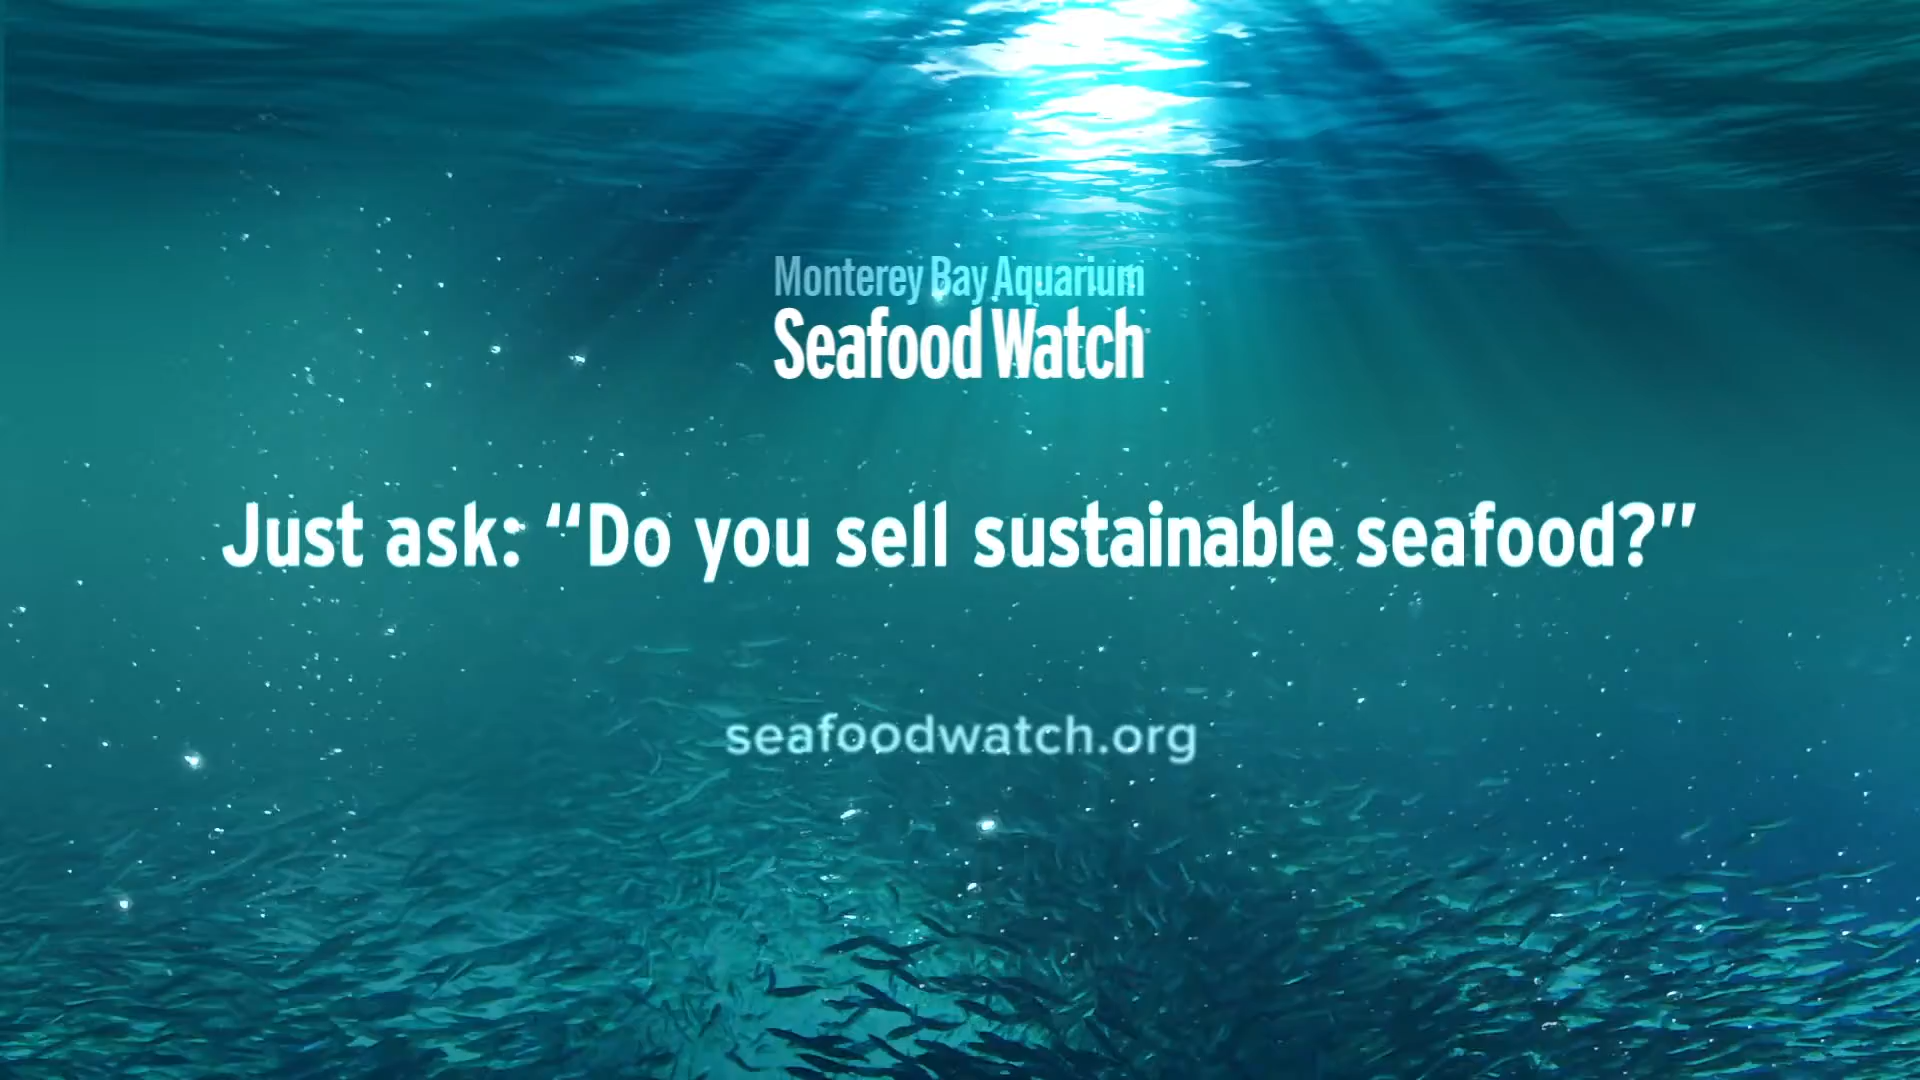 Monterey Bay Aquarium
Seafood Watch
Just ask: “Do you sell sustainable seafood?”
seafoodwatch.org